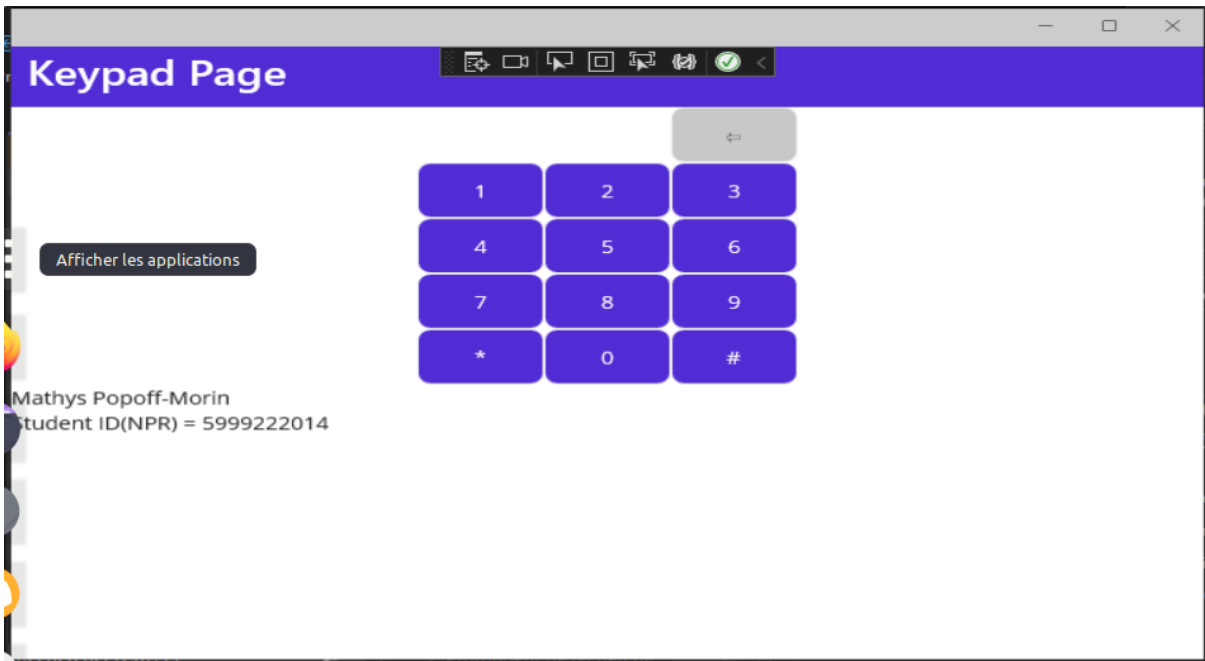 Keypad Page
⇦
1 2 3
4 5 6
Afficher les applications
7 8 9
* 0 #
Mathys Popoff-Morin
Student ID(NPR) = 5999222014